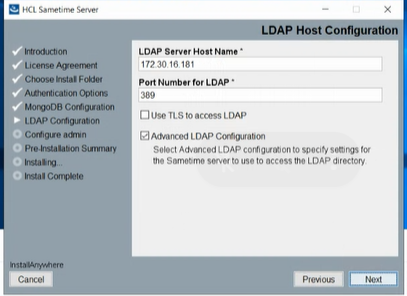 HCL Sametime Server
LDAP Host Configuration
Introduction
License Agreement
Choose Install Folder
Authentication Options
MongoDB Configuration
LDAP Configuration
Configure admin
Pre-Installation Summary
Installing...
Install Complete
LDAP Server Host Name *
172.30.16.181
Port Number for LDAP *
389
Use TLS to access LDAP
Advanced LDAP Configuration
Select Advanced LDAP configuration to specify settings for
the Sametime server to use to access the LDAP directory.
InstallAnywhere
Cancel
Previous
Next